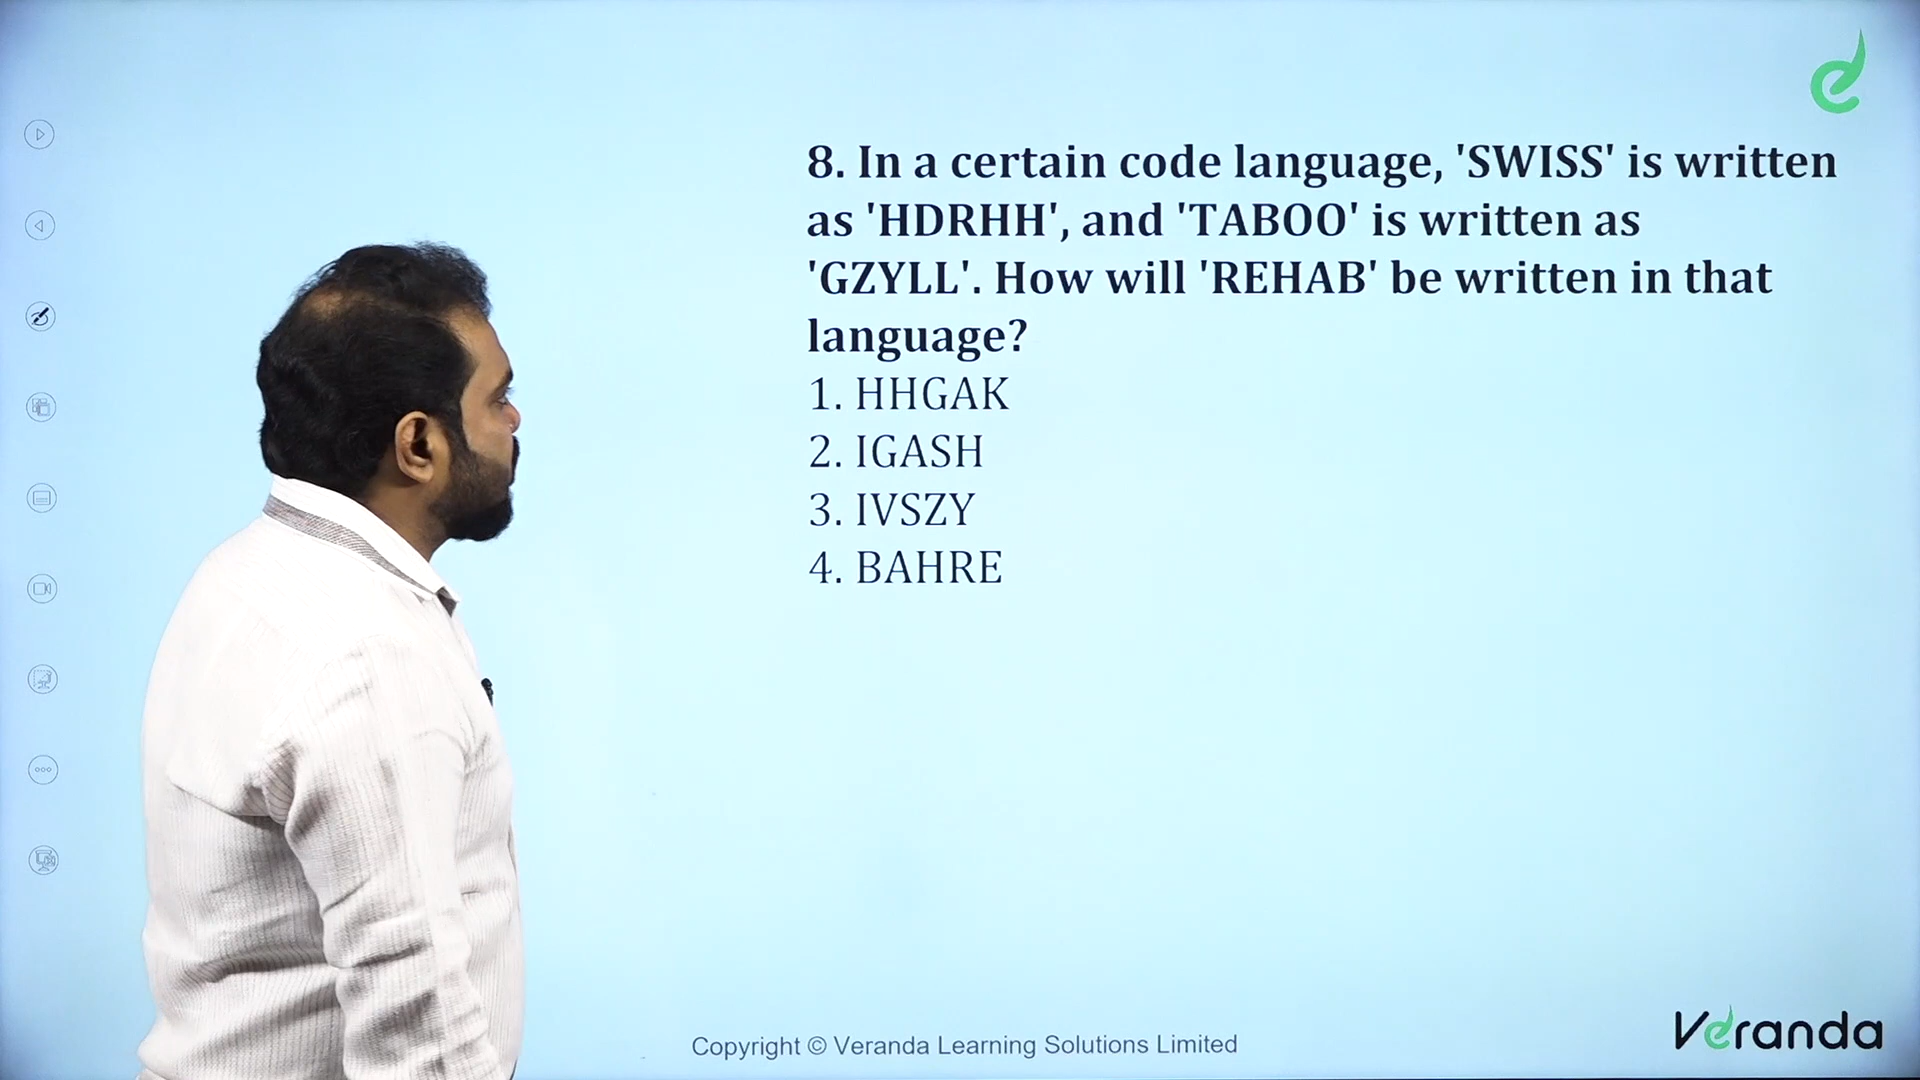 8. In a certain code language, 'SWISS' is written
as 'HDRHH', and 'TABOO' is written as
'GZYLL'. How will 'REHAB' be written in that
language?
1. HHGAK
2. IGASH
3. IVSZY
4. BAHRE
Veranda
Copyright © Veranda Learning Solutions Limited